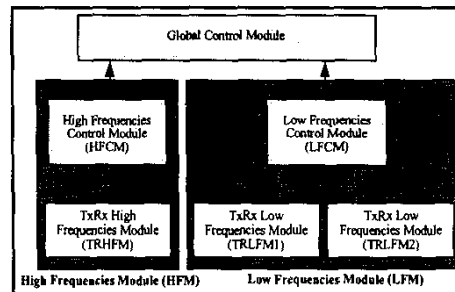 Global Control Module
High Frequencies
Control Module
(HFCM)
Low Frequencies
Control Module
(LFCM)
TxRx High
Frequencies Module
(TRHFM)
TxRx Low
Frequencies Module
(TRLFM1)
TxRx Low
Frequencies Module
(TRLFM2)
High Frequencies Module (HFM)
Low Frequencies Module (LFM)